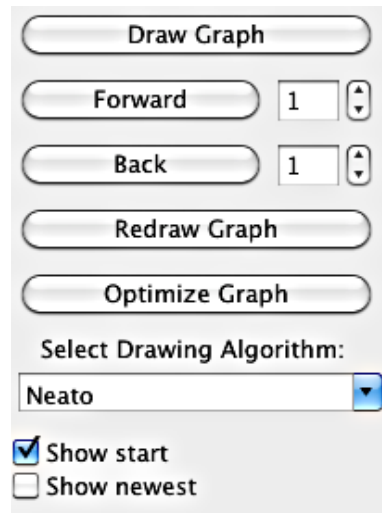 Draw Graph
Forward 1
Back 1
Redraw Graph
Optimize Graph
Select Drawing Algorithm:
Neato
Show start
Show newest